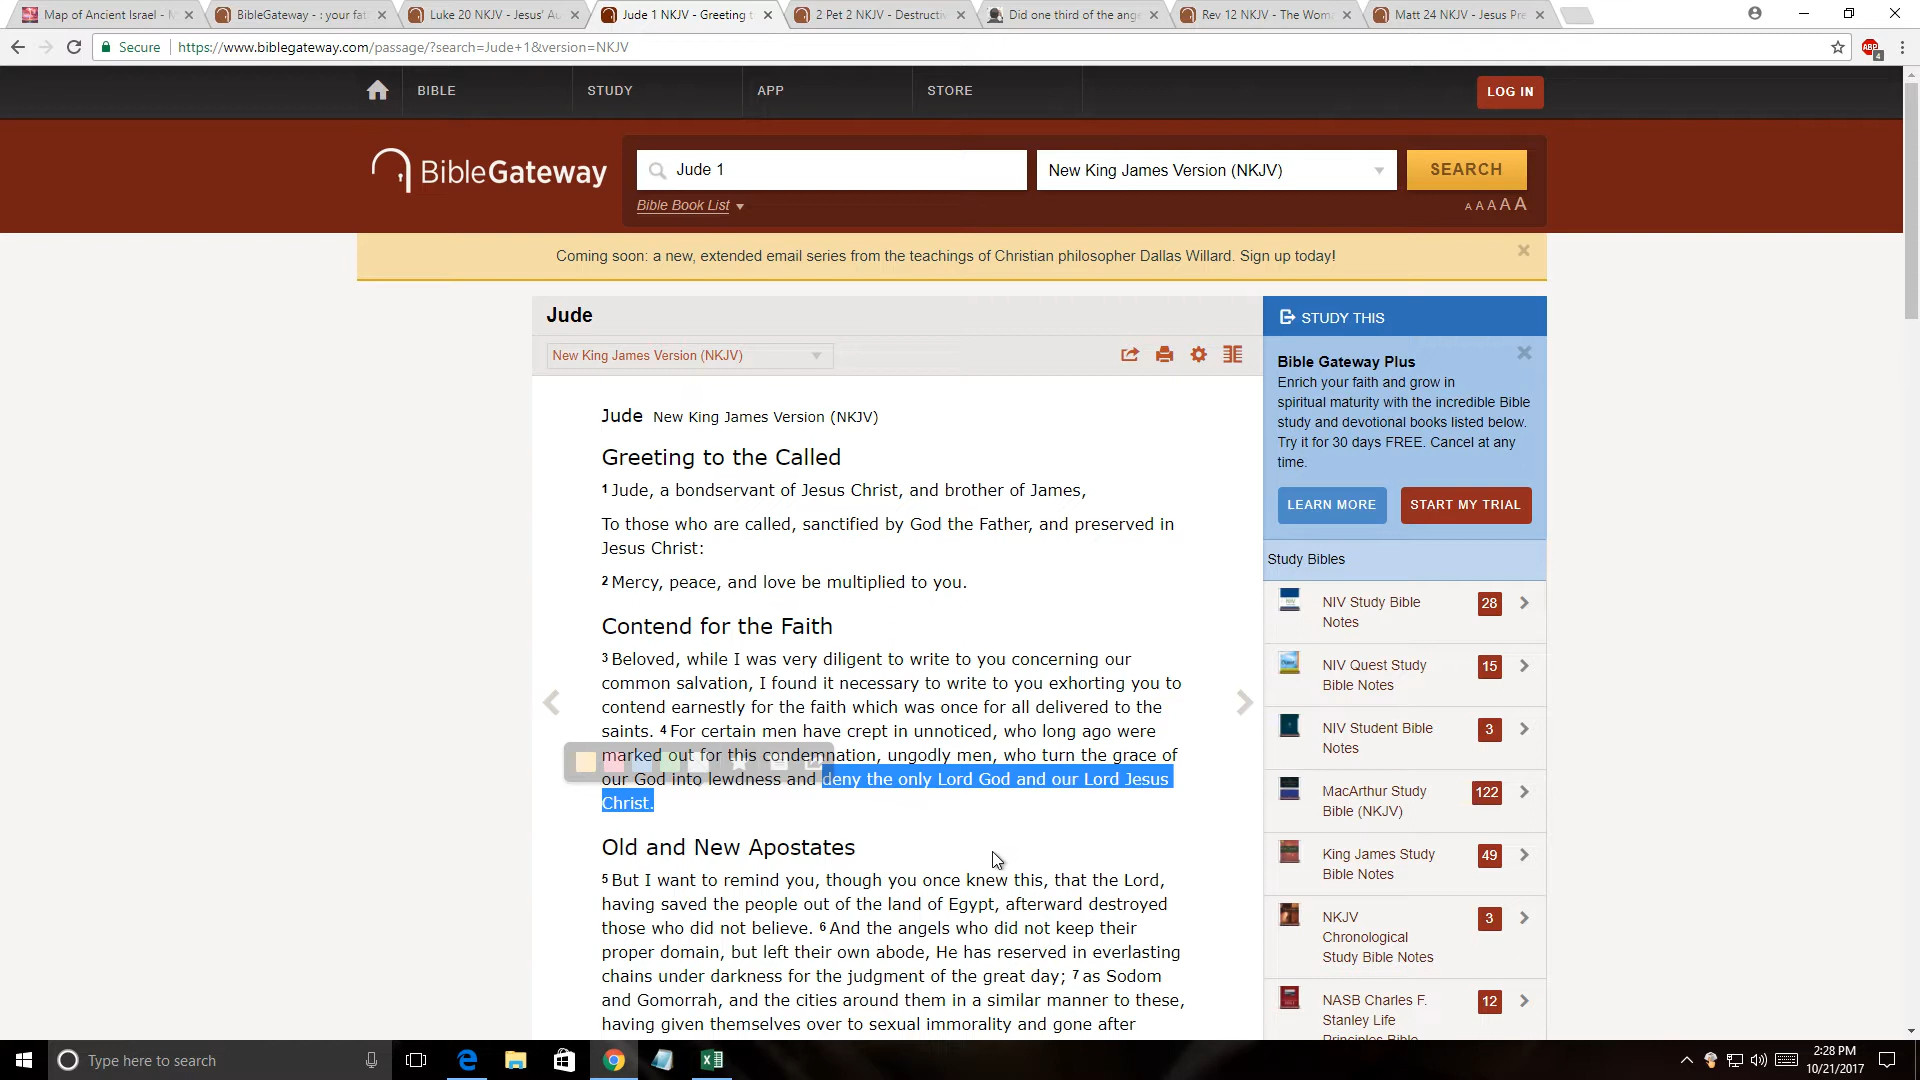 Map of Ancient Israel - M
BibleGateway - : your fat
Luke 20 NKJV - Jesus' Au
Jude 1 NKJV - Greeting t
2 Pet 2 NKJV - Destructiv
Did one third of the ang
Rev 12 NKJV - The Wom
Matt 24 NKJV - Jesus Pre
Secure
https://www.biblegateway.com/passage/?search=Jude+1&version=NKJV
ABP
4
BIBLE
STUDY
APP
STORE
LOG IN
BibleGateway
Jude 1
New King James Version (NKJV)
SEARCH
Bible Book List
A A A A A
Coming soon: a new, extended email series from the teachings of Christian philosopher Dallas Willard. Sign up today!
Jude
New King James Version (NKJV)
Jude New King James Version (NKJV)
Greeting to the Called
1 Jude, a bondservant of Jesus Christ, and brother of James,
To those who are called, sanctified by God the Father, and preserved in
Jesus Christ:
2 Mercy, peace, and love be multiplied to you.
Contend for the Faith
3 Beloved, while I was very diligent to write to you concerning our
common salvation, I found it necessary to write to you exhorting you to
contend earnestly for the faith which was once for all delivered to the
saints. 4 For certain men have crept in unnoticed, who long ago were
marked out for this condemnation, ungodly men, who turn the grace of
our God into lewdness and deny the only Lord God and our Lord Jesus
Christ.
Old and New Apostates
5 But I want to remind you, though you once knew this, that the Lord,
having saved the people out of the land of Egypt, afterward destroyed
those who did not believe. 6 And the angels who did not keep their
proper domain, but left their own abode, He has reserved in everlasting
chains under darkness for the judgment of the great day; 7 as Sodom
and Gomorrah, and the cities around them in a similar manner to these,
having given themselves over to sexual immorality and gone after
STUDY THIS
Bible Gateway Plus
Enrich your faith and grow in
spiritual maturity with the incredible Bible
study and devotional books listed below.
Try it for 30 days FREE. Cancel at any
time.
LEARN MORE
START MY TRIAL
Study Bibles
NIV Study Bible
Notes
28
NIV Quest Study
Bible Notes
15
NIV Student Bible
Notes
3
MacArthur Study
Bible (NKJV)
122
King James Study
Bible Notes
49
NKJV
Chronological
Study Bible Notes
3
NASB Charles F.
Stanley Life
Principles Bible
12
Type here to search
2:28 PM
10/21/2017